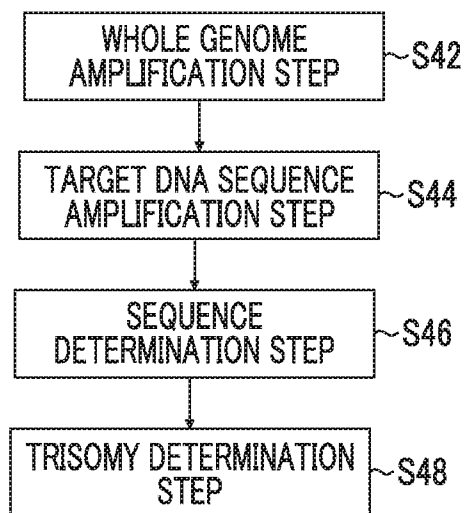 WHOLE GENOME
AMPLIFICATION STEP
S42
TARGET DNA SEQUENCE
AMPLIFICATION STEP
S44
SEQUENCE
DETERMINATION STEP
S46
TRISOMY DETERMINATION
STEP
S48